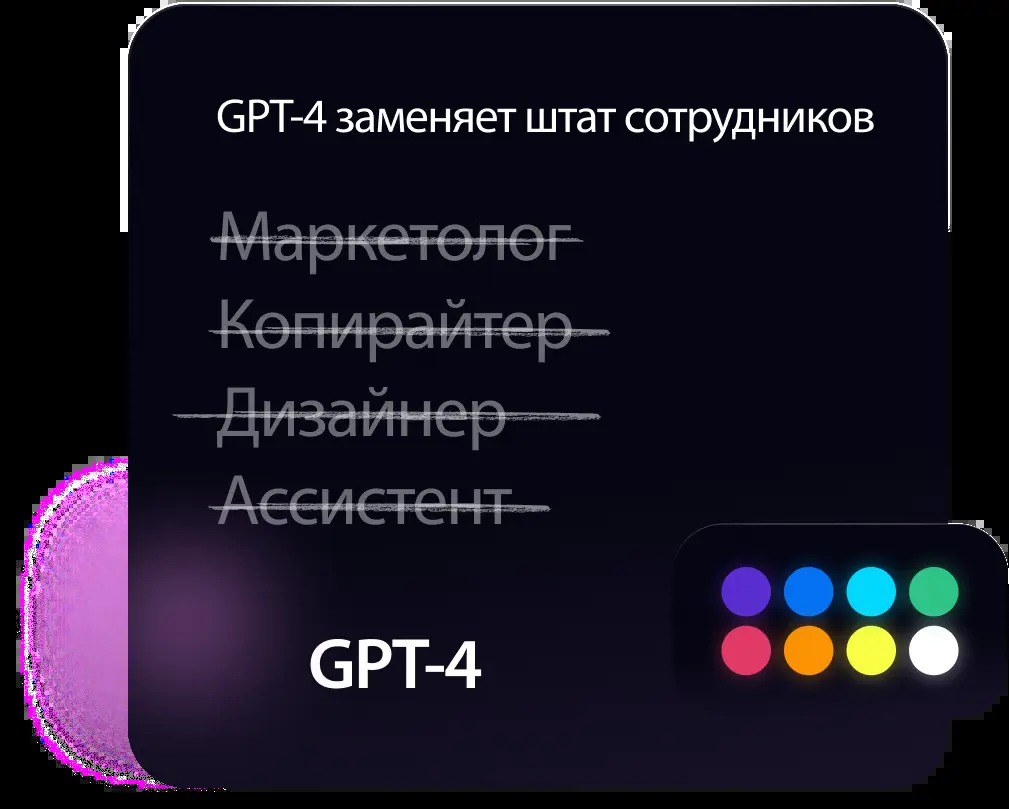 GPT-4 заменяет штат сотрудников
Маркетолог
Копирайтер
Дизайнер
Ассистент
GPT-4